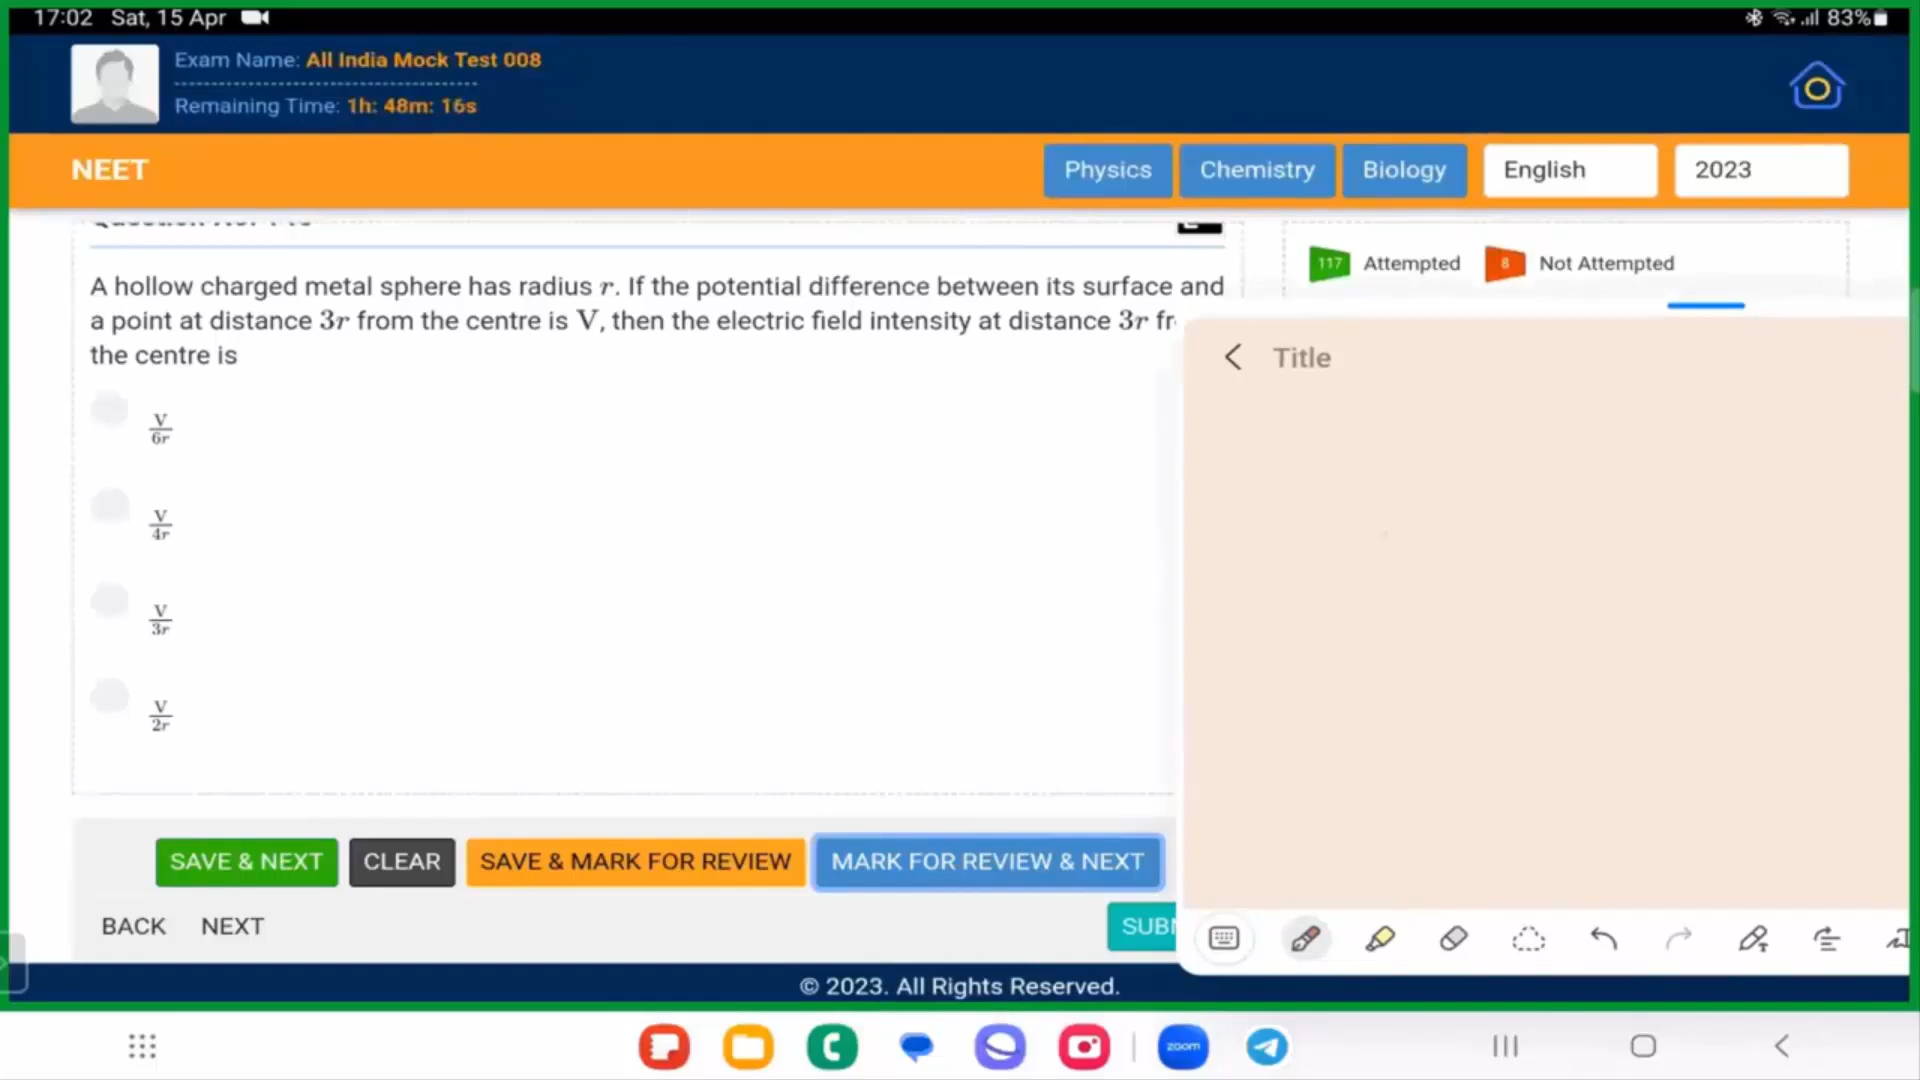 17:02 Sat, 15 Apr
83%
Exam Name: All India Mock Test 008
Remaining Time: 1h: 48m: 16s
NEET
Physics
Chemistry
Biology
English
2023
117 Attempted
8 Not Attempted
A hollow charged metal sphere has radius r. If the potential difference between its surface and
a point at distance 3r from the centre is V, then the electric field intensity at distance 3r fr
the centre is
V/6r
V/4r
V/3r
V/2r
Title
SAVE & NEXT
CLEAR
SAVE & MARK FOR REVIEW
MARK FOR REVIEW & NEXT
BACK
NEXT
SUBM
© 2023. All Rights Reserved.
zoom